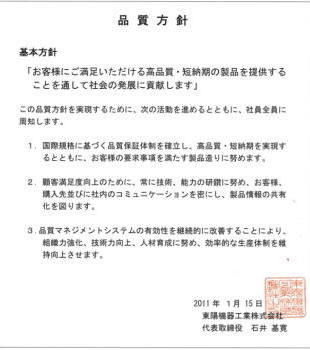 品質方針
基本方針
「お客様にご満足いただける高品質・短納期の製品を提供する
ことを通して社会の発展に貢献します」
この品質方針を実現するために、次の活動を進めるとともに、社員全員に
周知します。
1．国際規格に基づく品質保証体制を確立し、高品質・短納期を実現す
るとともに、お客様の要求事項を満たす製品造りに努めます。
2．顧客満足度向上のために、常に技術、能力の研鑽に努め、お客様、
購入先並びに社内のコミュニケーションを密にし、製品情報の共有
化を図ります。
3．品質マネジメントシステムの有効性を継続的に改善することにより、
組織力強化、技術力向上、人材育成に努め、効率的な生産体制を維
持向上させます。
2011年 1月15日
東陽機器工業株式会社
代表取締役 石井 基寛